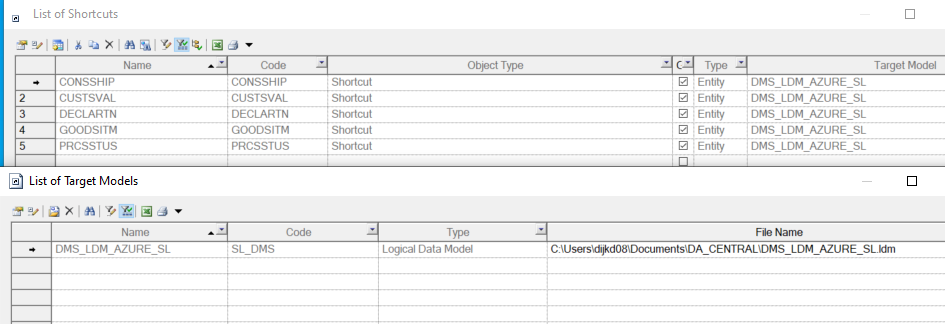 List of Shortcuts
Name Code Object Type C Type Target Model
CONSSHIP CONSSHIP Shortcut Entity DMS_LDM_AZURE_SL
2 CUSTSVAL CUSTSVAL Shortcut Entity DMS_LDM_AZURE_SL
3 DECLARTN DECLARTN Shortcut Entity DMS_LDM_AZURE_SL
4 GOODSITM GOODSITM Shortcut Entity DMS_LDM_AZURE_SL
5 PRCSSTUS PRCSSTUS Shortcut Entity DMS_LDM_AZURE_SL
List of Target Models
Name Code Type File Name
DMS_LDM_AZURE_SL SL_DMS Logical Data Model C:\Users\dijkd08\Documents\DA_CENTRAL\DMS_LDM_AZURE_SL.ldm